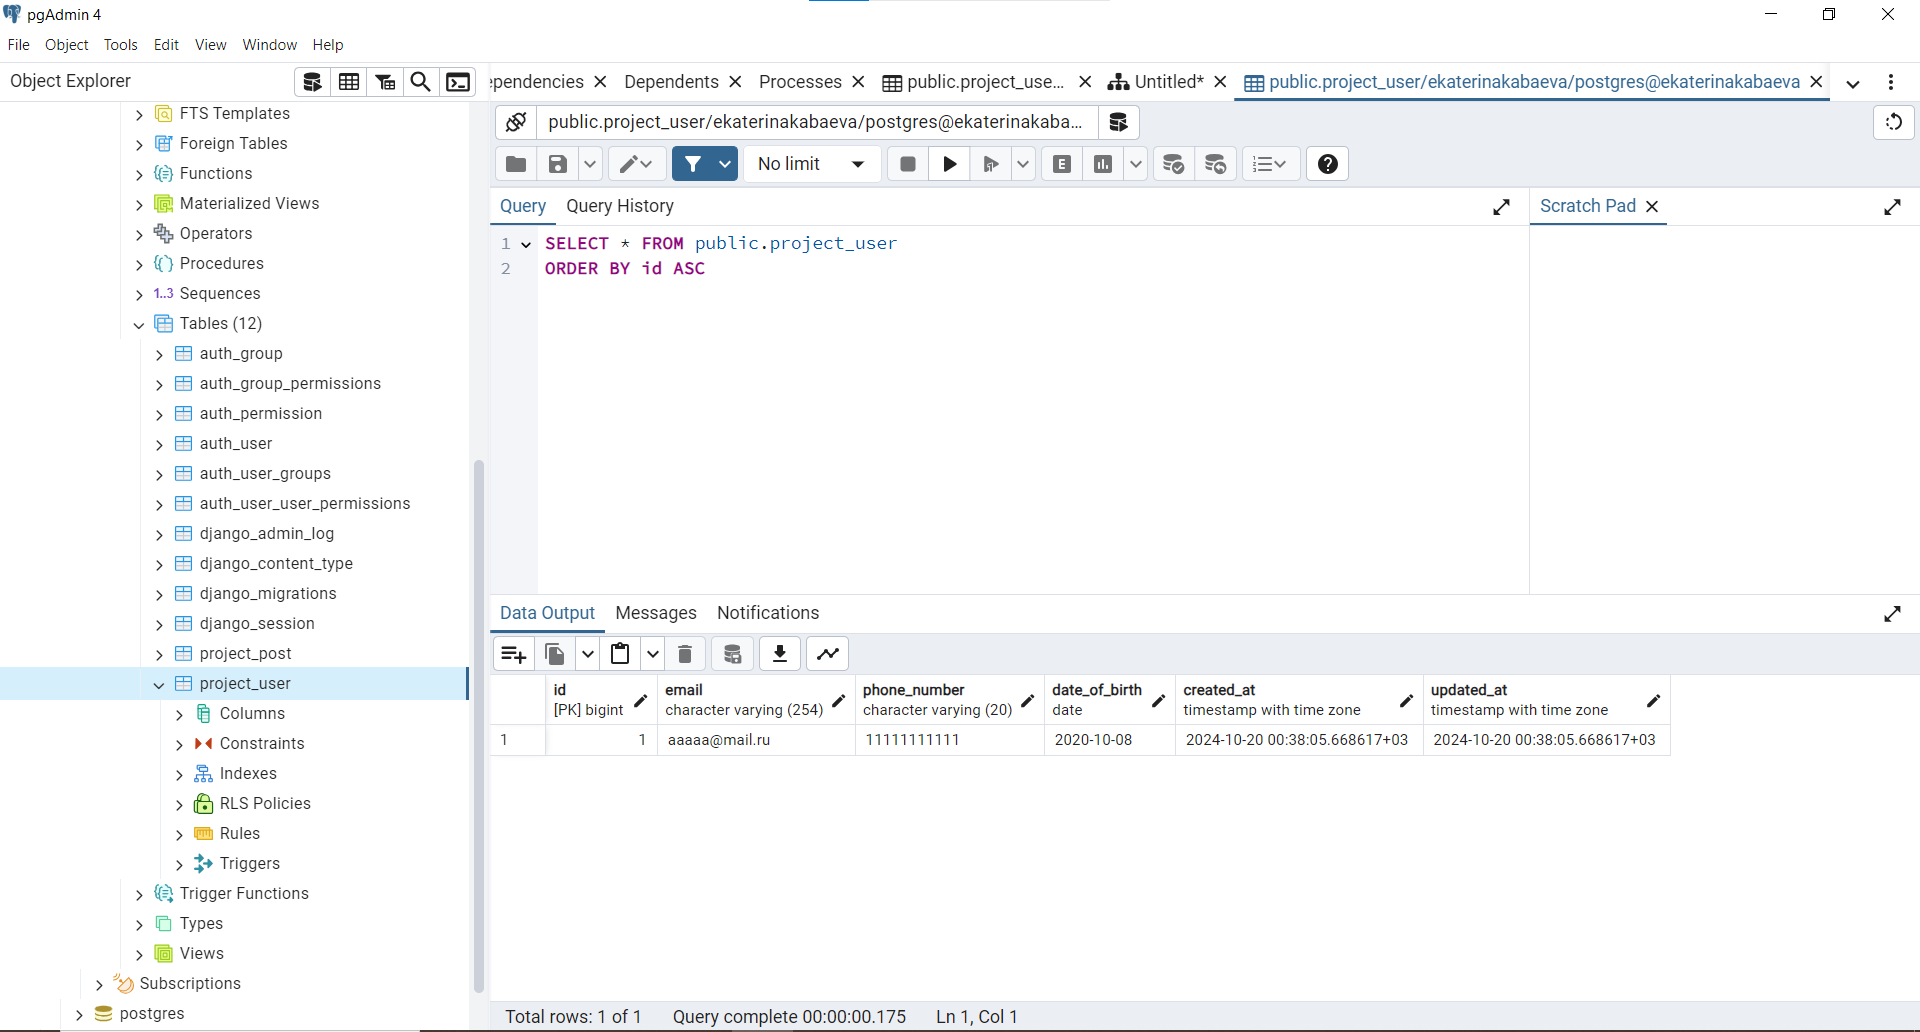 pgAdmin 4
File Object Tools Edit View Window Help
Object Explorer
ependencies Dependents Processes public.project_use... Untitled* public.project_user/ekaterinakabaeva/postgres@ekaterinakabaeva
FTS Templates
Foreign Tables
Functions
Materialized Views
Operators
Procedures
1..3 Sequences
Tables (12)
auth_group
auth_group_permissions
auth_permission
auth_user
auth_user_groups
auth_user_user_permissions
django_admin_log
django_content_type
django_migrations
django_session
project_post
project_user
Columns
Constraints
Indexes
RLS Policies
Rules
Triggers
Trigger Functions
Types
Views
Subscriptions
postgres
public.project_user/ekaterinakabaeva/postgres@ekaterinakaba...
No limit E
Query Query History Scratch Pad
1 SELECT * FROM public.project_user
2 ORDER BY id ASC
Data Output Messages Notifications
id email phone_number date_of_birth created_at updated_at
[PK] bigint character varying (254) character varying (20) date timestamp with time zone timestamp with time zone
1 1 aaaaa@mail.ru 11111111111 2020-10-08 2024-10-20 00:38:05.668617+03 2024-10-20 00:38:05.668617+03
Total rows: 1 of 1 Query complete 00:00:00.175 Ln 1, Col 1